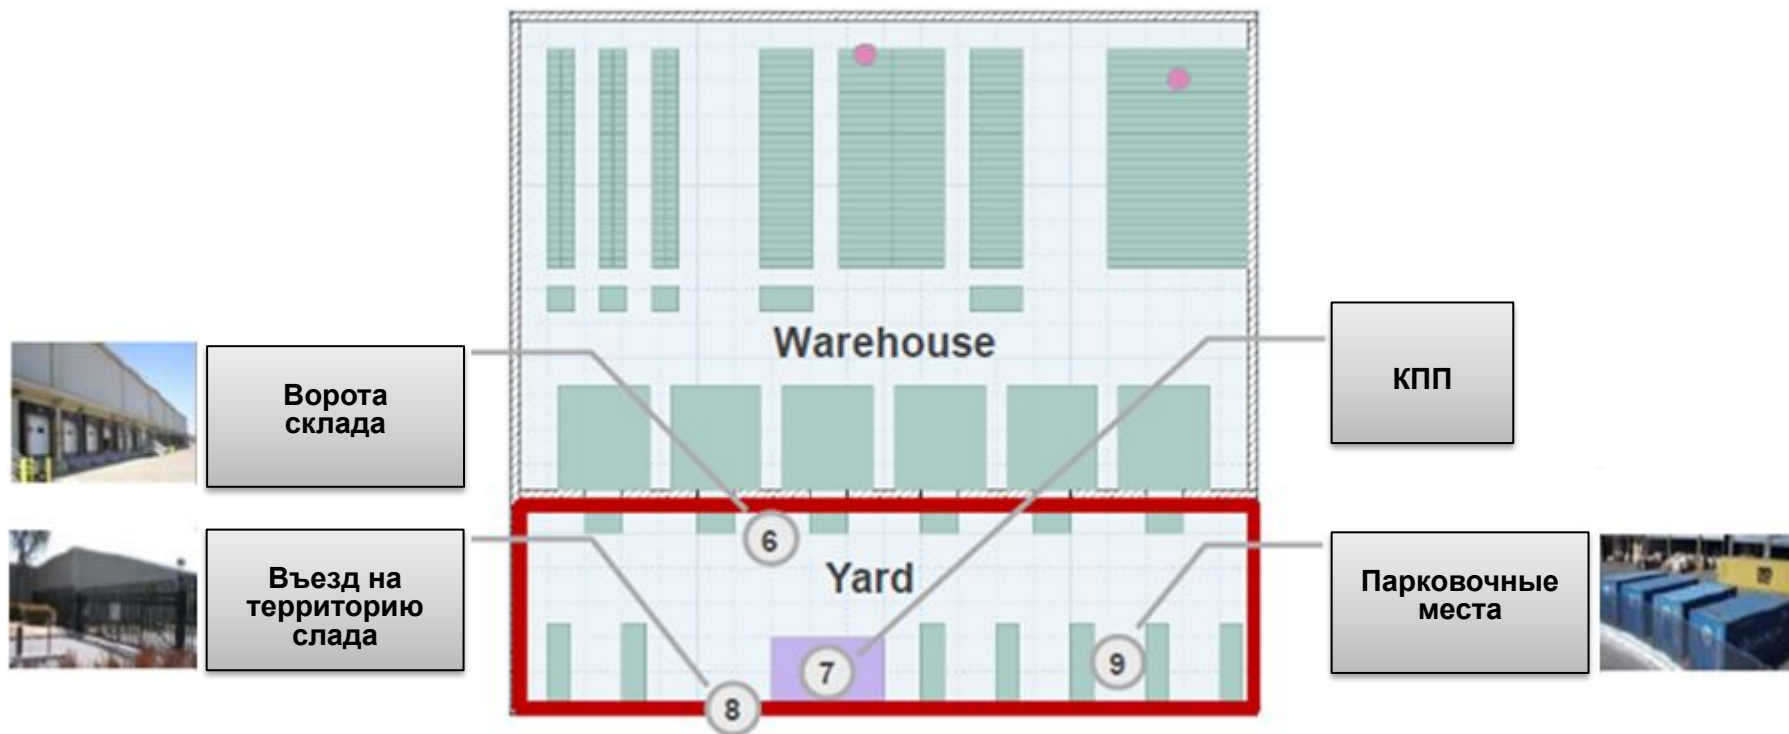 Warehouse
Ворота
склада
КПП
6
Въезд на
территорию
слада
Yard
Парковочные
места
7
9
8